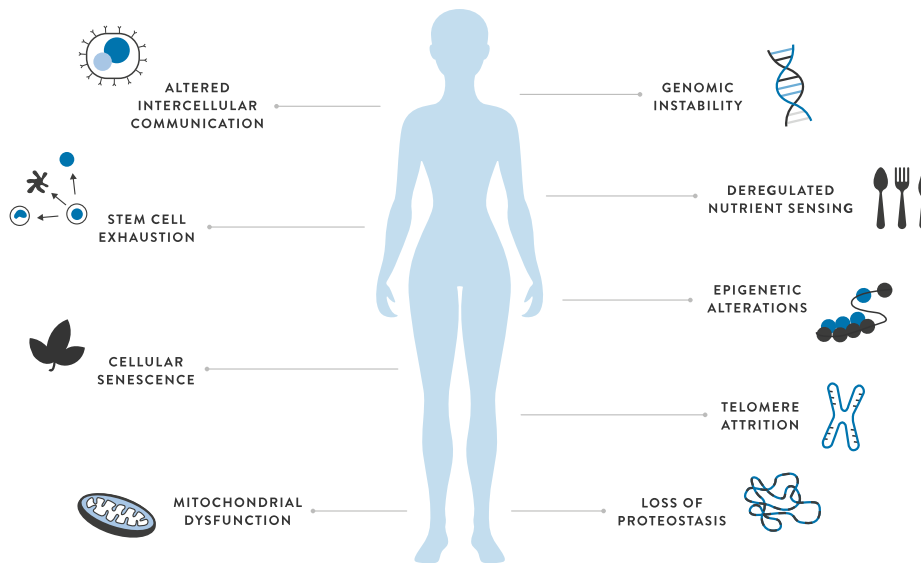 ALTERED
INTERCELLULAR
COMMUNICATION
STEM CELL
EXHAUSTION
CELLULAR
SENESCENCE
MITOCHONDRIAL
DYSFUNCTION
GENOMIC
INSTABILITY
DEREGULATED
NUTRIENT SENSING
EPIGENETIC
ALTERATIONS
TELOMERE
ATTRITION
LOSS OF
PROTEOSTASIS